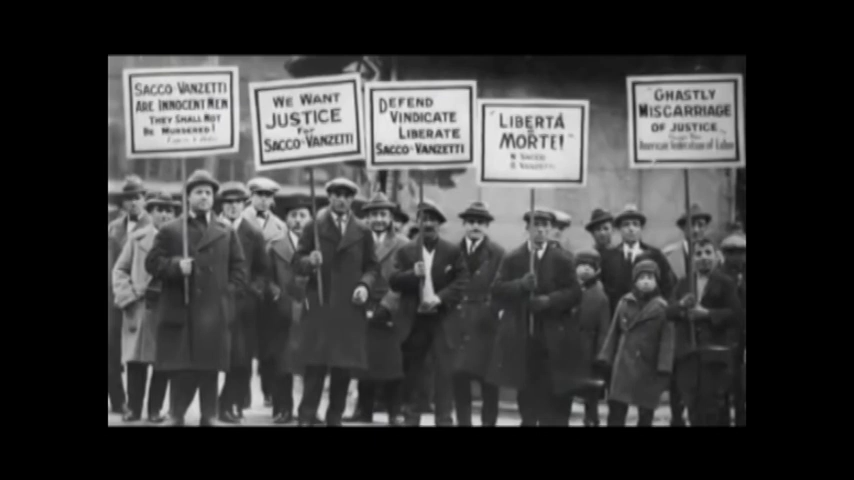 SACCO-VANZETTI
ARE INNOCENT MEN
THEY SHALL NOT
BE MURDERED!
WE WANT
JUSTICE
FOR
SACCO-VANZETTI
DEFEND
VINDICATE
LIBERATE
SACCO-VANZETTI
"LIBERTÁ
MORTE!"
N SACCO
B VANZETTI
"GHASTLY
MISCARRIAGE
OF JUSTICE"
American Federation of Labor